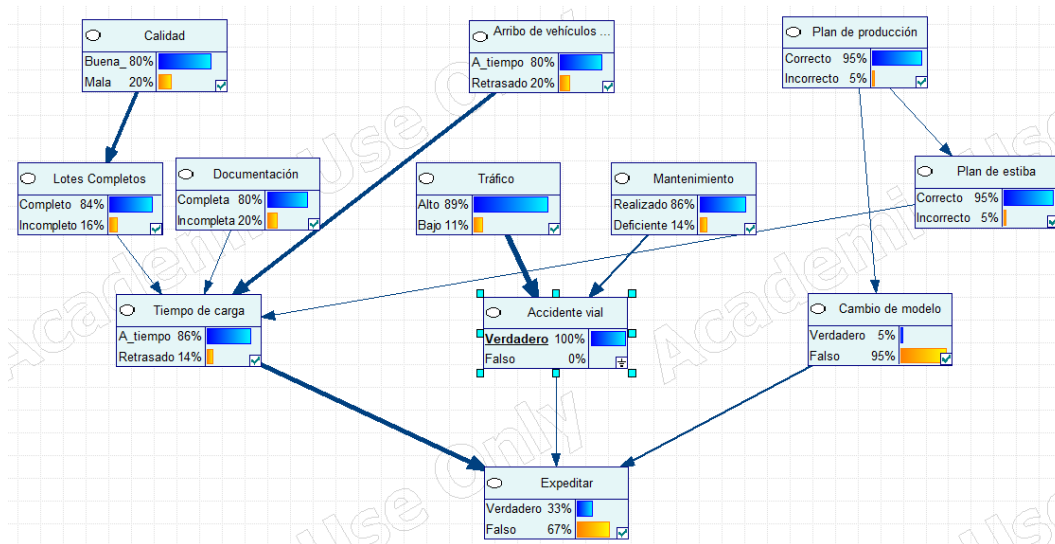 Calidad
Buena_ 80%
Mala 20%
Arribo de vehículos ...
A_tiempo 80%
Retrasado 20%
Plan de producción
Correcto 95%
Incorrecto 5%
Lotes Completos
Completo 84%
Incompleto 16%
Documentación
Completa 80%
Incompleta 20%
Tráfico
Alto 89%
Bajo 11%
Mantenimiento
Realizado 86%
Deficiente 14%
Plan de estiba
Correcto 95%
Incorrecto 5%
Tiempo de carga
A_tiempo 86%
Retrasado 14%
Accidente vial
Verdadero 100%
Falso 0%
Cambio de modelo
Verdadero 5%
Falso 95%
Expeditar
Verdadero 33%
Falso 67%
Academic Use Only
Academic Use Only